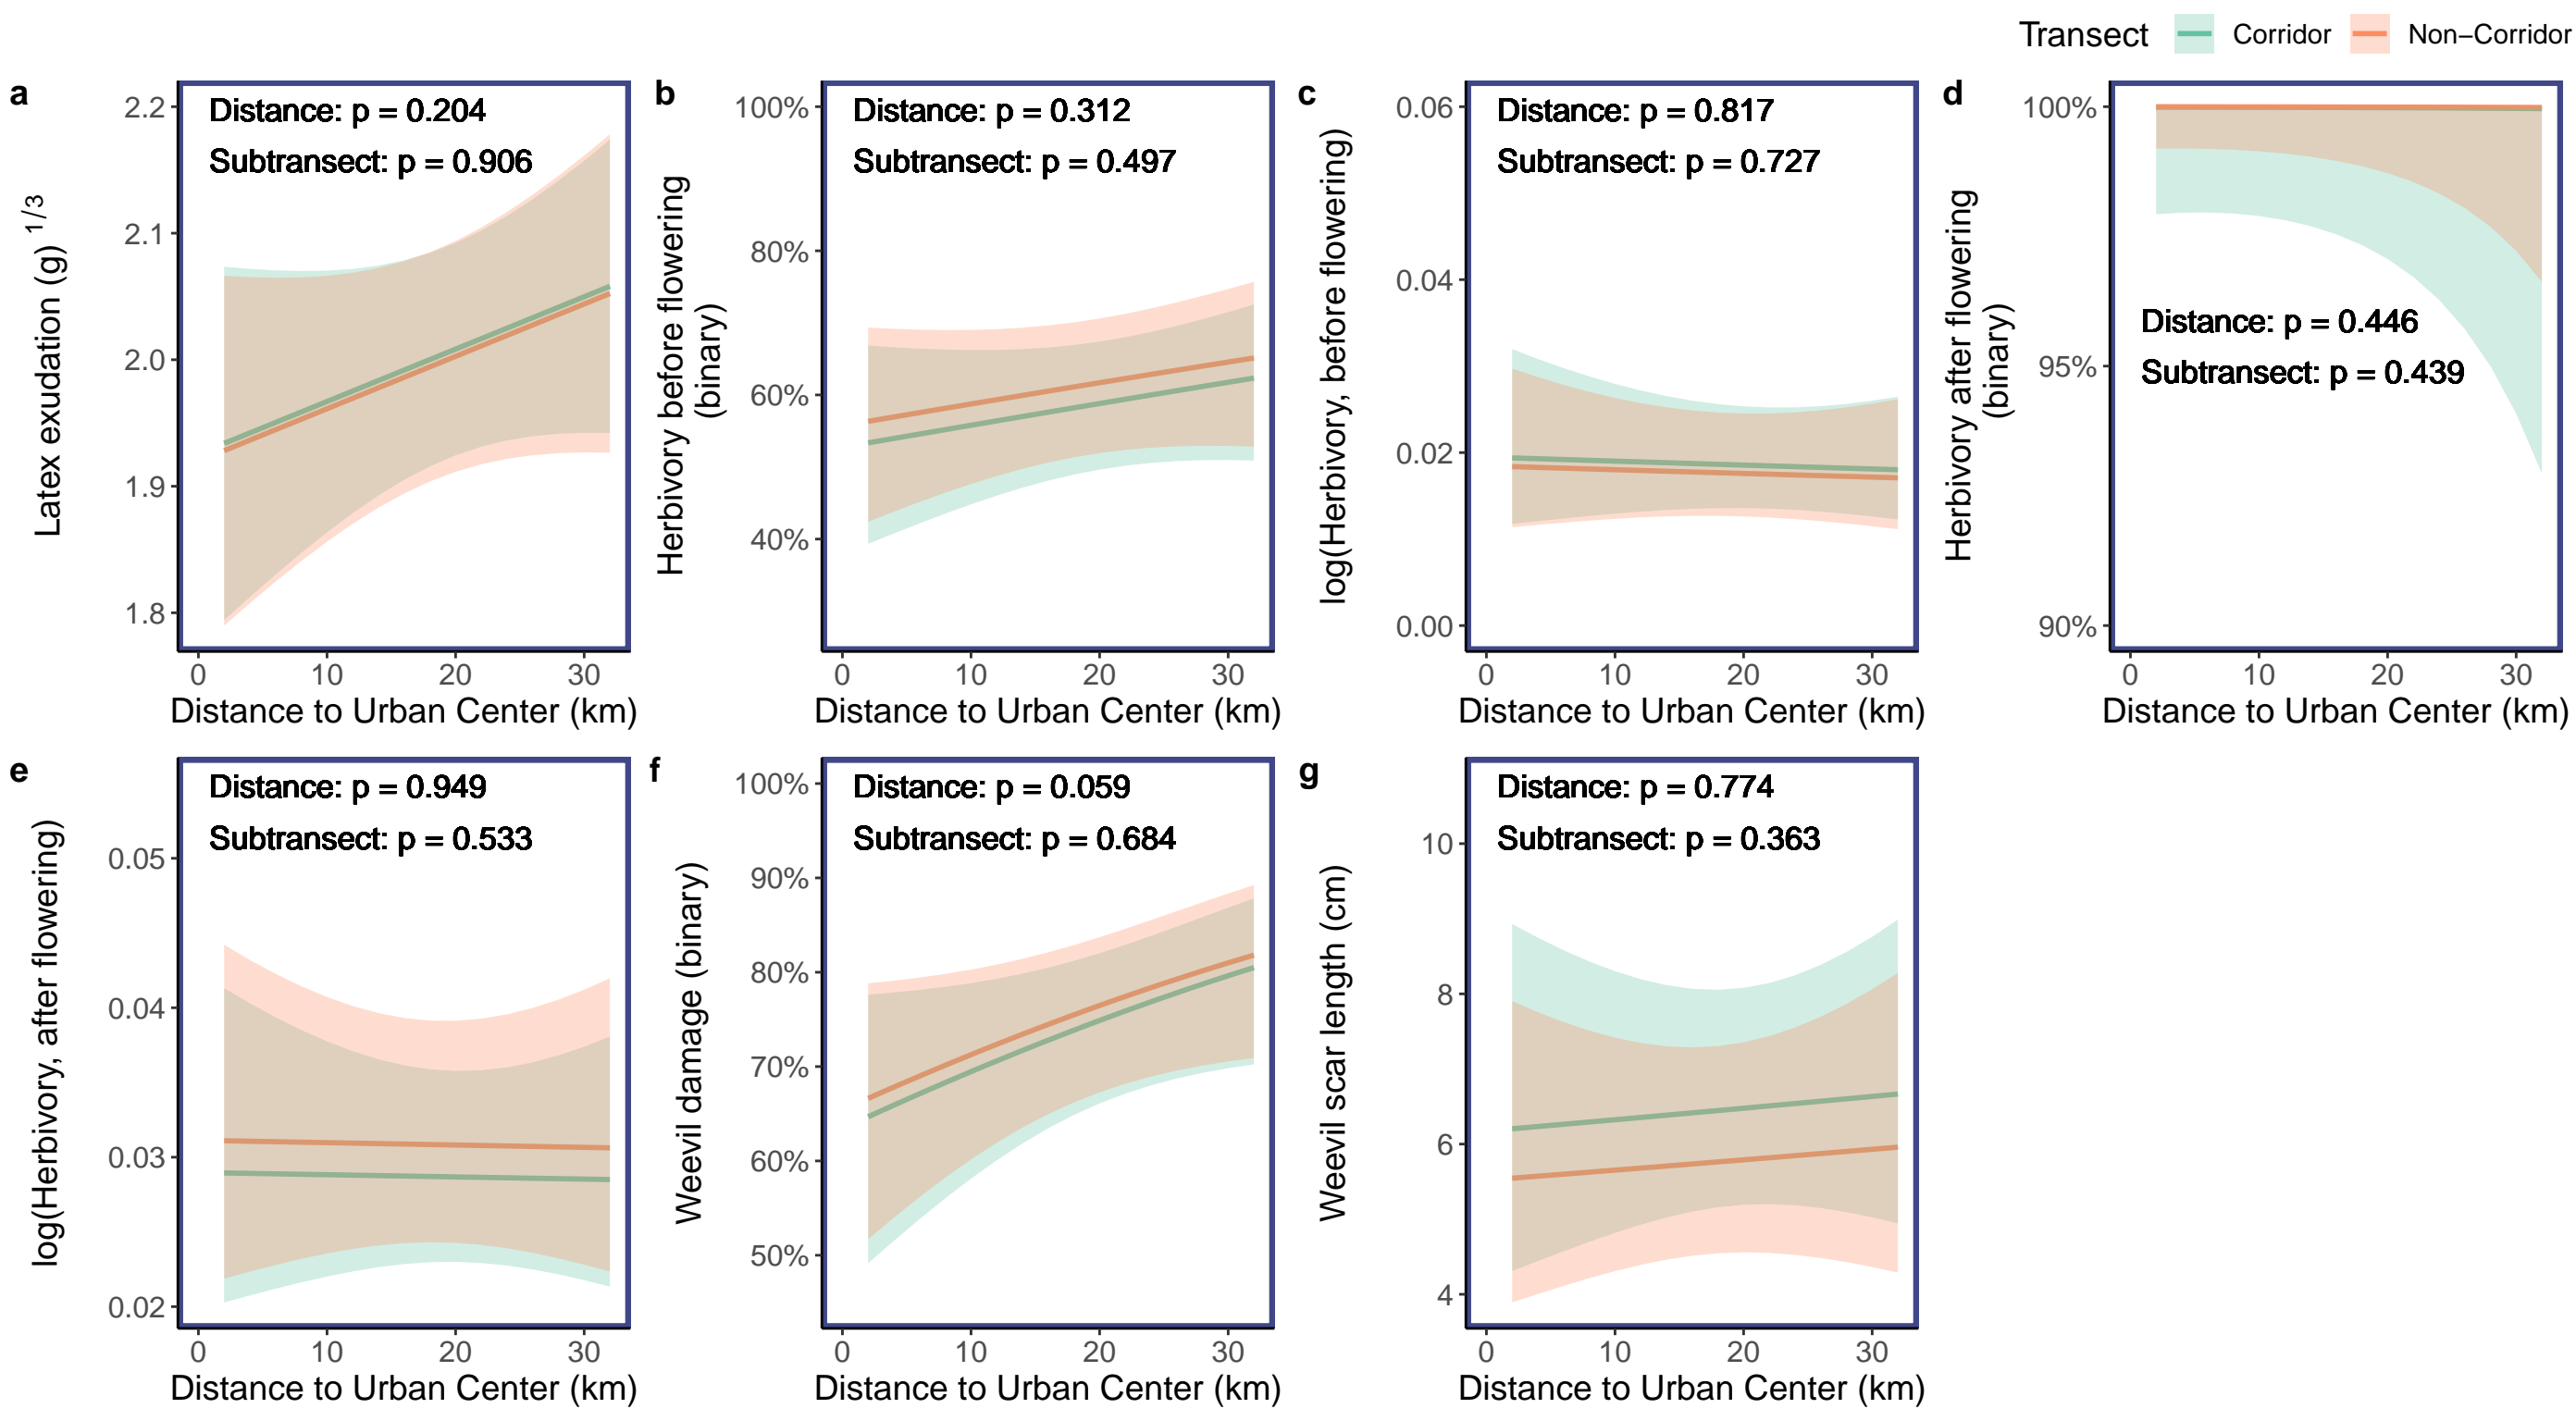 Transect Corridor Non−Corridor
a
Distance: p = 0.204
Subtransect: p = 0.906
Latex exudation (g) 1/3
2.2
2.1
2.0
1.9
1.8
0 10 20 30
Distance to Urban Center (km)
b
Distance: p = 0.312
Subtransect: p = 0.497
Herbivory before flowering
(binary)
100%
80%
60%
40%
0 10 20 30
Distance to Urban Center (km)
c
Distance: p = 0.817
Subtransect: p = 0.727
log(Herbivory, before flowering)
0.06
0.04
0.02
0.00
0 10 20 30
Distance to Urban Center (km)
d
Herbivory after flowering
(binary)
100%
95%
90%
Distance: p = 0.446
Subtransect: p = 0.439
0 10 20 30
Distance to Urban Center (km)
e
Distance: p = 0.949
Subtransect: p = 0.533
log(Herbivory, after flowering)
0.05
0.04
0.03
0.02
0 10 20 30
Distance to Urban Center (km)
f
Distance: p = 0.059
Subtransect: p = 0.684
Weevil damage (binary)
100%
90%
80%
70%
60%
50%
0 10 20 30
Distance to Urban Center (km)
g
Distance: p = 0.774
Subtransect: p = 0.363
Weevil scar length (cm)
10
8
6
4
0 10 20 30
Distance to Urban Center (km)